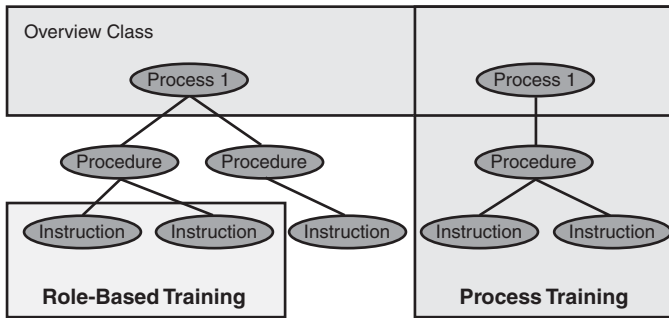 Overview Class
Process 1 Process 1
Procedure Procedure Procedure
Instruction Instruction Instruction Instruction Instruction
Role-Based Training Process Training